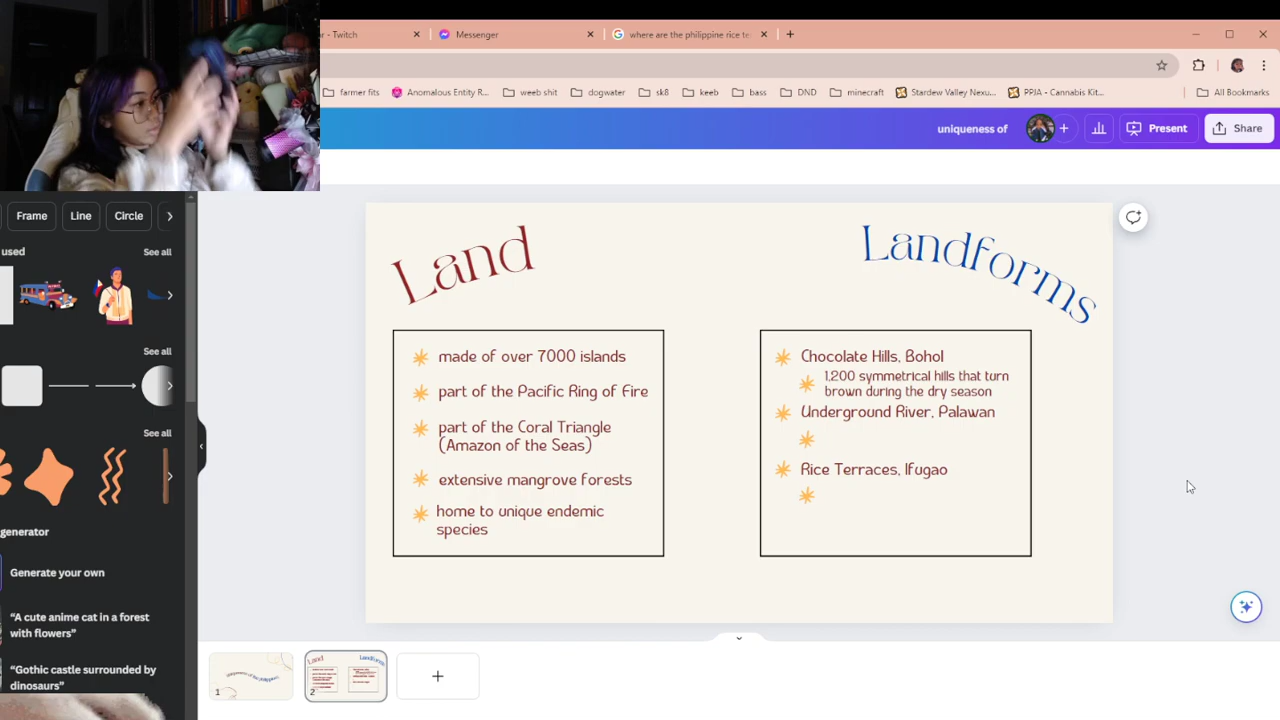 r - Twitch
Messenger
where are the philippine rice te
farmer fits
Anomalous Entity R...
weeb shit
dogwater
sk8
keeb
bass
DND
minecraft
Stardew Valley Nexu...
PPJA - Cannabis Kit...
All Bookmarks
uniqueness of
Present
Share
Frame
Line
Circle
used
See all
See all
See all
generator
Generate your own
“A cute anime cat in a forest
with flowers”
“Gothic castle surrounded by
dinosaurs”
Land
made of over 7000 islands
part of the Pacific Ring of Fire
part of the Coral Triangle
(Amazon of the Seas)
extensive mangrove forests
home to unique endemic
species
Landforms
Chocolate Hills, Bohol
1,200 symmetrical hills that turn
brown during the dry season
Underground River, Palawan
Rice Terraces, Ifugao
1
2
Land
Landforms